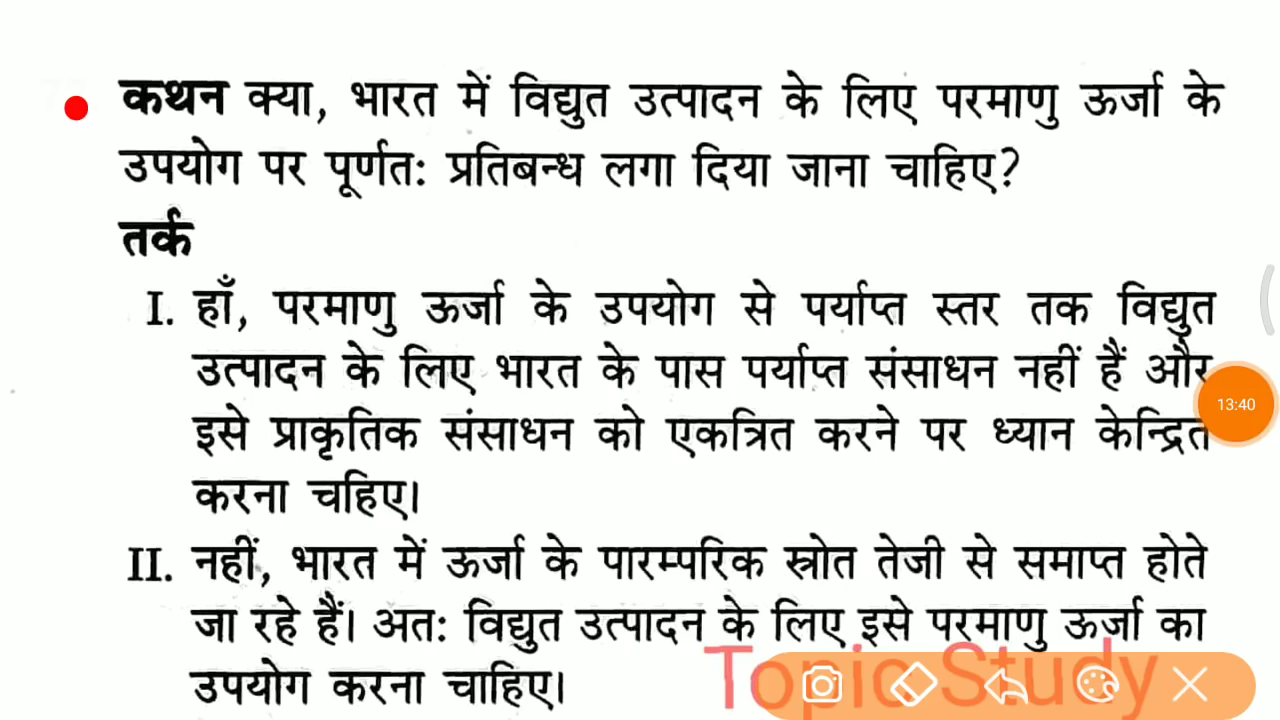 कथन क्या, भारत में विद्युत उत्पादन के लिए परमाणु ऊर्जा के
उपयोग पर पूर्णत: प्रतिबन्ध लगा दिया जाना चाहिए?
तर्क
I. हाँ, परमाणु ऊर्जा के उपयोग से पर्याप्त स्तर तक विद्युत
उत्पादन के लिए भारत के पास पर्याप्त संसाधन नहीं हैं और
13:40
इसे प्राकृतिक संसाधन को एकत्रित करने पर ध्यान केन्द्रित
करना चहिए।
II. नहीं, भारत में ऊर्जा के पारम्परिक स्रोत तेजी से समाप्त होते
जा रहे हैं। अत: विद्युत उत्पादन के लिए इसे परमाणु ऊर्जा का
उपयोग करना चाहिए।
Topic Study